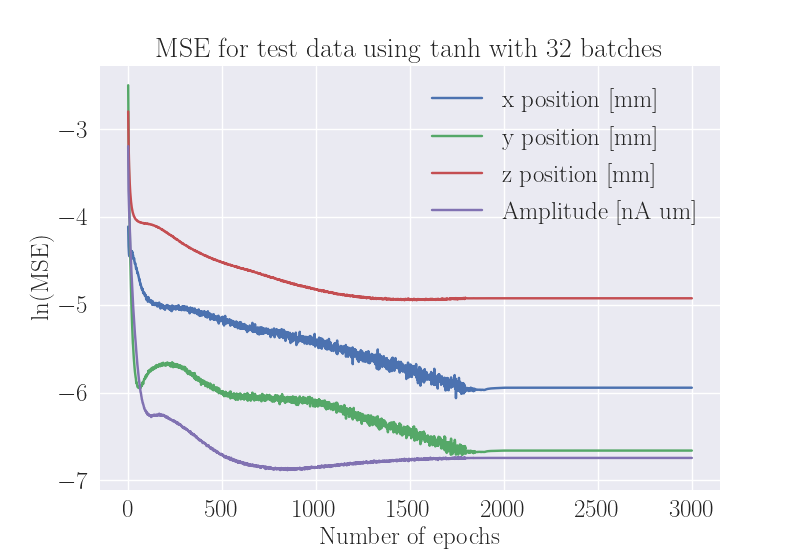 MSE for test data using tanh with 32 batches
x position [mm]
y position [mm]
z position [mm]
Amplitude [nA um]
ln(MSE)
−3
−4
−5
−6
−7
0 500 1000 1500 2000 2500 3000
Number of epochs